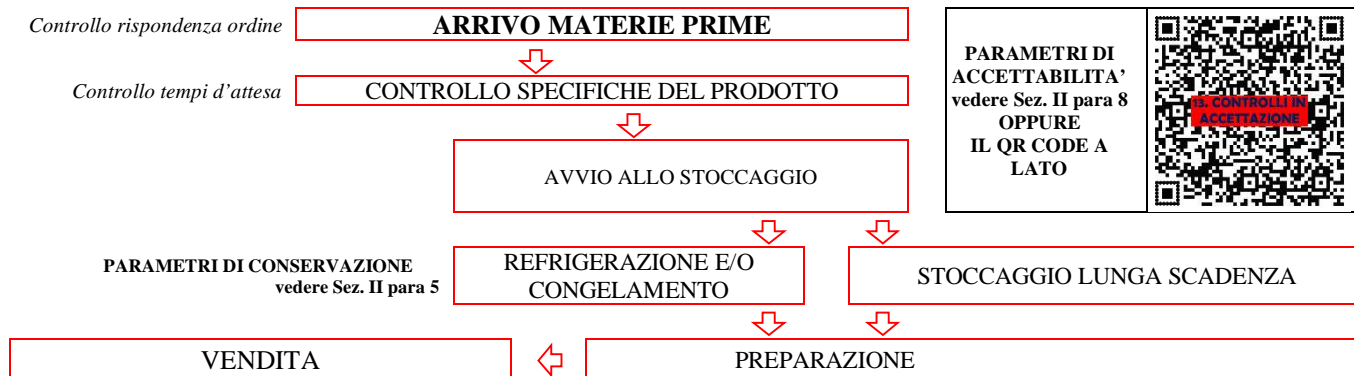 Controllo rispondenza ordine
ARRIVO MATERIE PRIME
Controllo tempi d'attesa
CONTROLLO SPECIFICHE DEL PRODOTTO
PARAMETRI DI
ACCETTABILITA'
vedere Sez. II para 8
OPPURE
IL QR CODE A
LATO
13. CONTROLLI IN
ACCETTAZIONE
AVVIO ALLO STOCCAGGIO
PARAMETRI DI CONSERVAZIONE
vedere Sez. II para 5
REFRIGERAZIONE E/O
CONGELAMENTO
STOCCAGGIO LUNGA SCADENZA
VENDITA
PREPARAZIONE